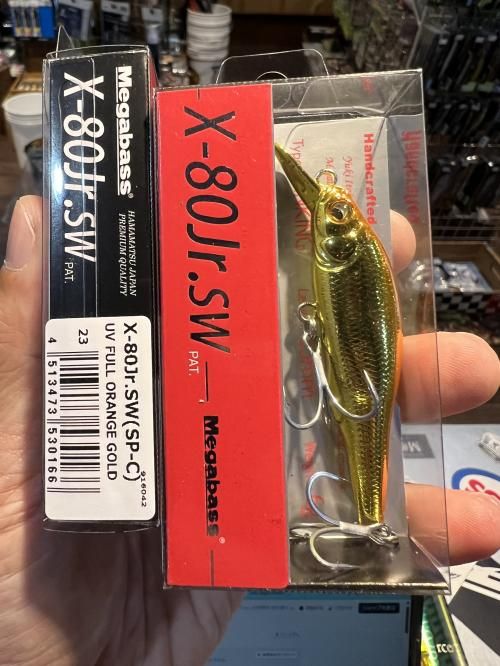 Megabass®
HAMAMATSU JAPAN
PREMIUM QUALITY
X-80Jr.SW
PAT.
X-80Jr.SW(SP-C)
916042
UV FULL ORANGE GOLD
23
4 513473 530166
X-80Jr.SW
PAT.
Megabass®
Handcrafted